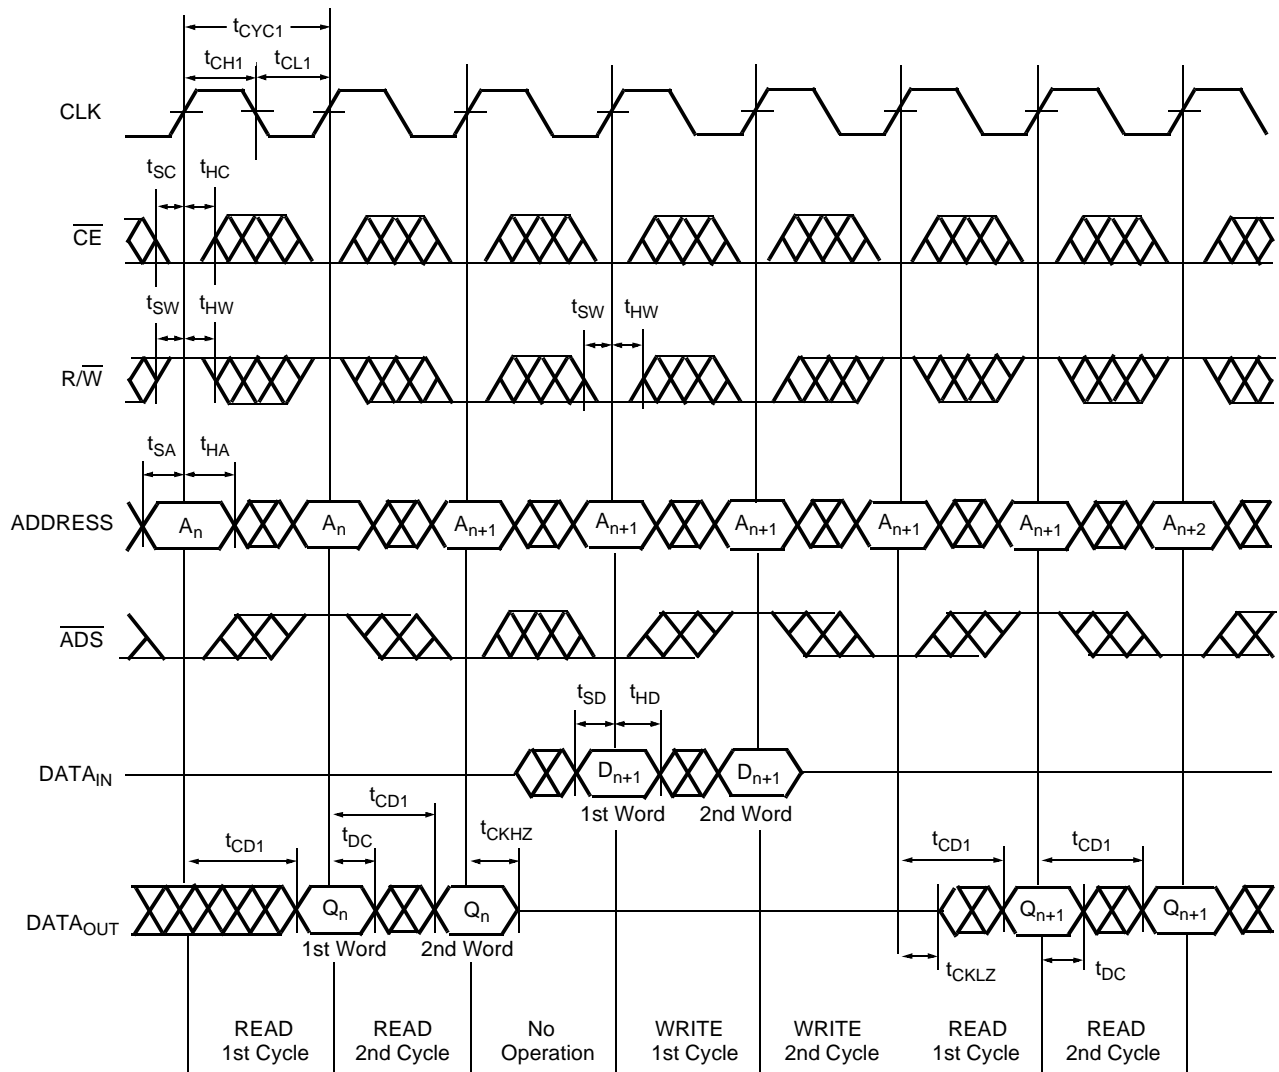 tCYC1
tCH1 tCL1
CLK
tSC tHC
CE
tSW tHW tSW tHW
R/W
tSA tHA
ADDRESS An An An+1 An+1 An+1 An+1 An+1 An+2
ADS
tSD tHD
DATAIN Dn+1 Dn+1
1st Word 2nd Word
tCD1
tCD1 tDC tCKHZ tCD1 tCD1
DATAOUT Qn Qn Qn+1 Qn+1
1st Word 2nd Word
tCKLZ tDC
READ READ No WRITE WRITE READ READ
1st Cycle 2nd Cycle Operation 1st Cycle 2nd Cycle 1st Cycle 2nd Cycle